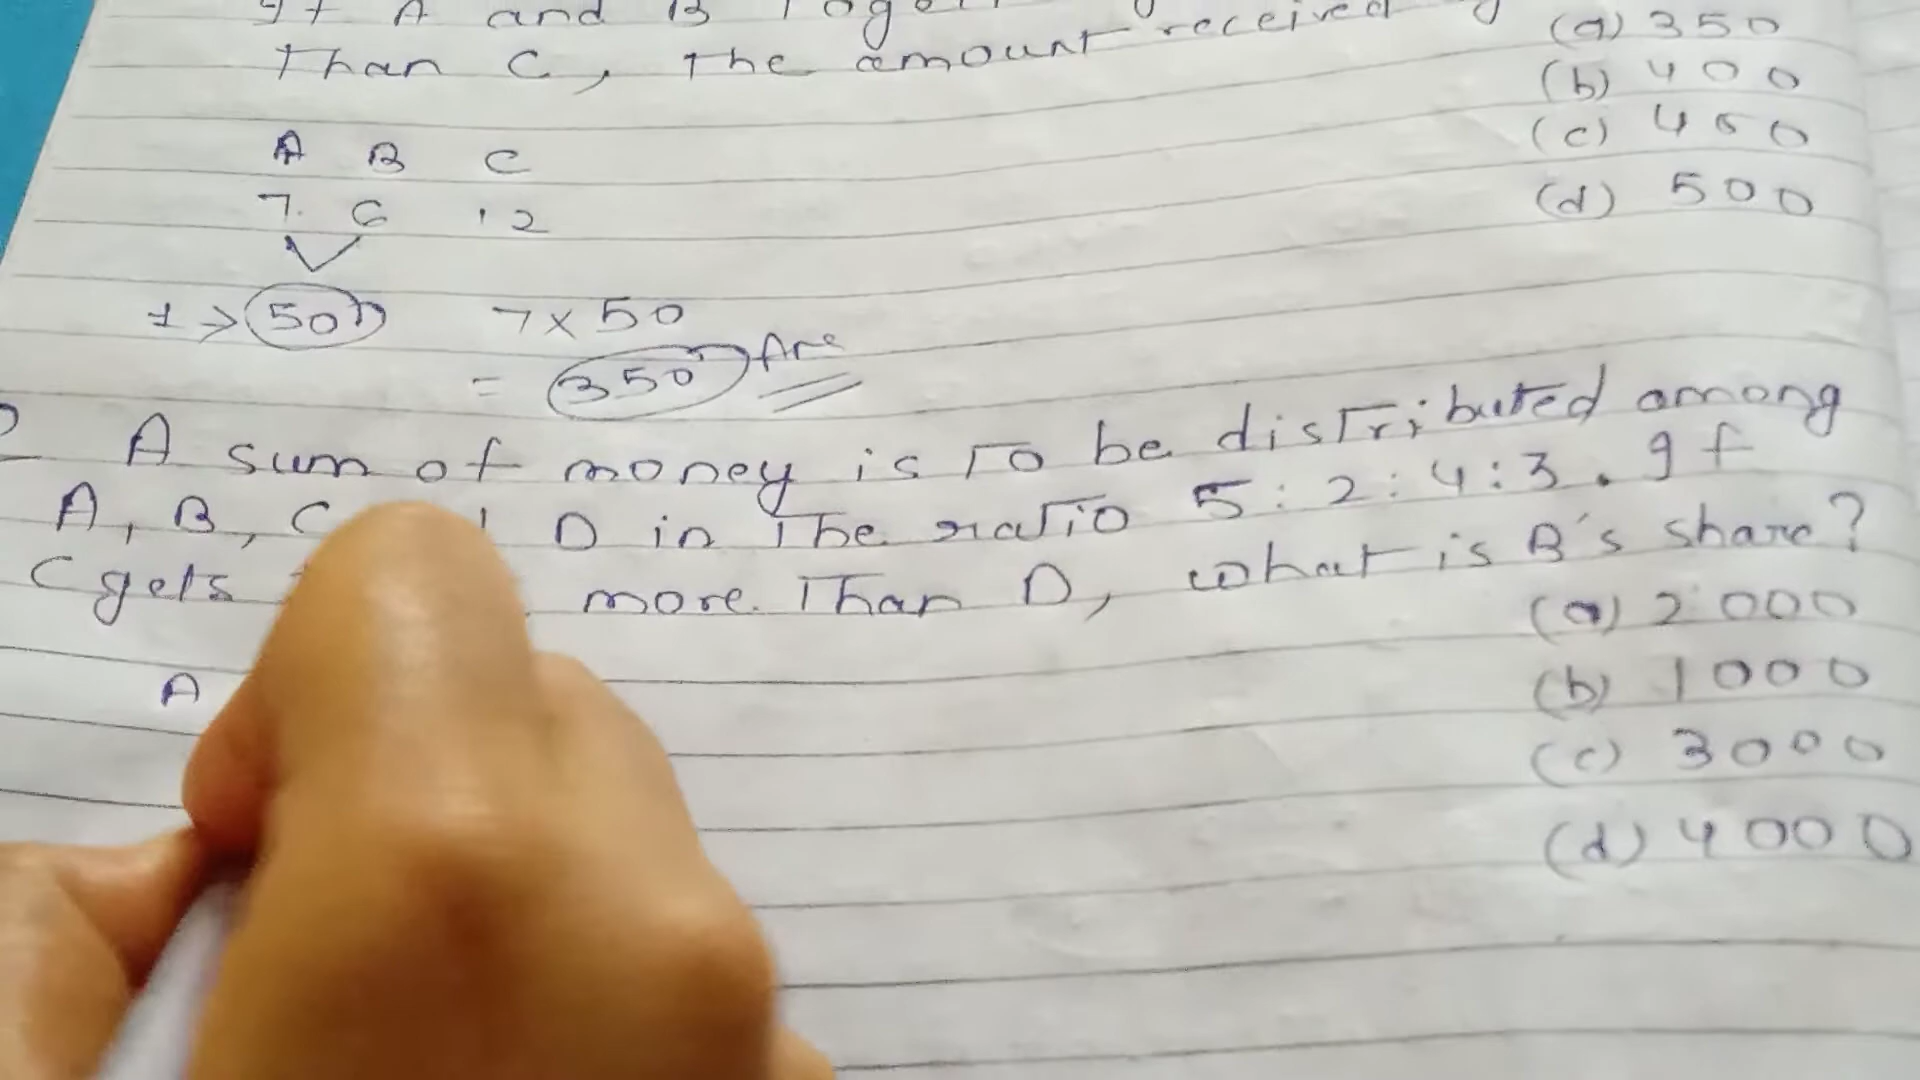 A and B
Than C, The amount received
(a) 350
(b) 400
(c) 450
(d) 500
A B C
7 6 12
1 → 50 7 x 50
= 350 Ans
A sum of money is To be distributed among
A, B, C D in The ratio 5 : 2 : 4 : 3 . If
C gets more Than D, what is B's share?
(a) 2000
(b) 1000
(c) 3000
(d) 4000
A